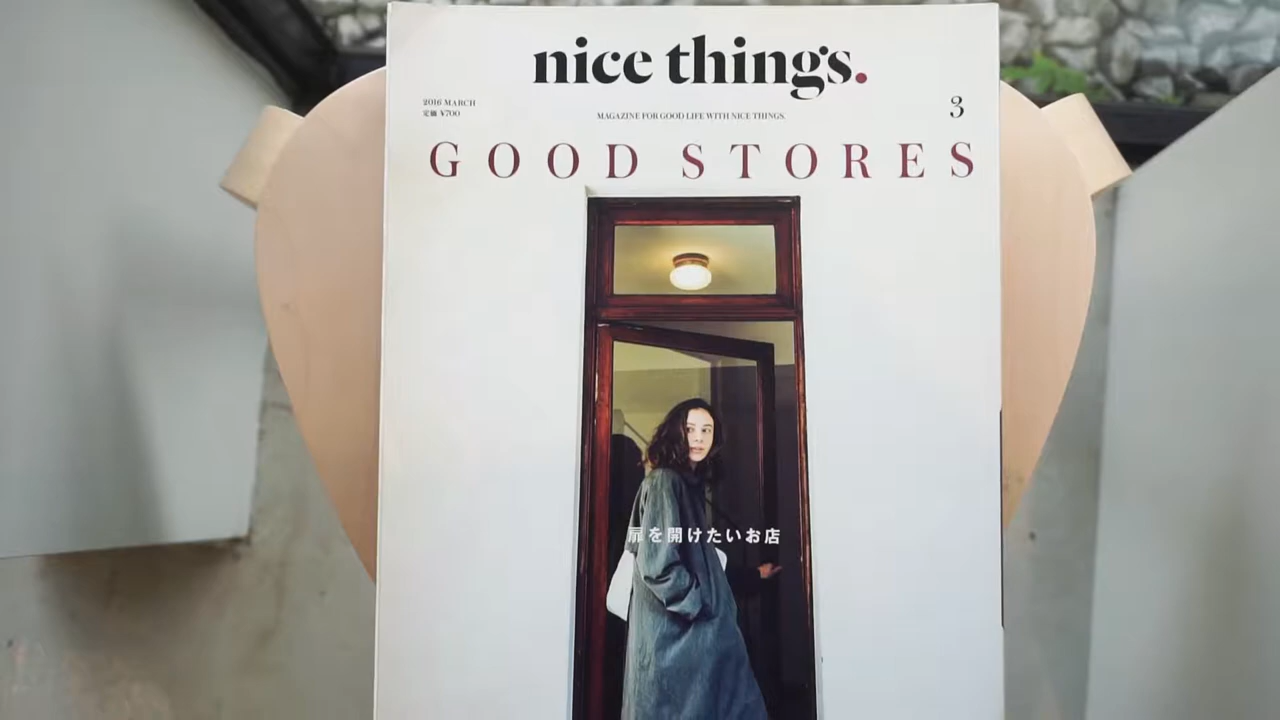 nice things.
2016 MARCH
定価 ¥700
MAGAZINE FOR GOOD LIFE WITH NICE THINGS.
3
GOOD STORES
扉を開けたいお店